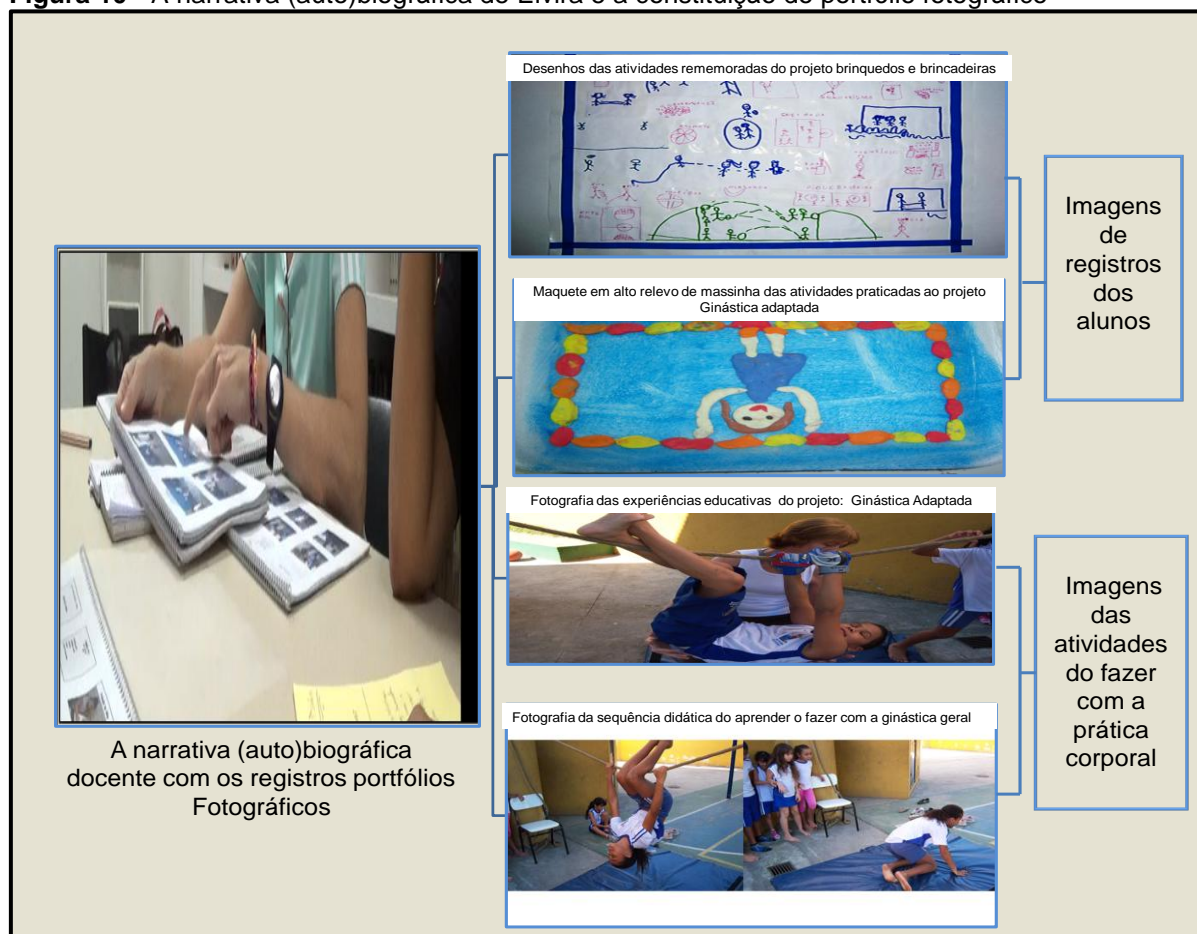 Figura 10 - A narrativa (auto)biográfica de Elvira e a constituição do portfólio fotográfico
Desenhos das atividades rememoradas do projeto brinquedos e brincadeiras
Maquete em alto relevo de massinha das atividades praticadas ao projeto
Ginástica adaptada
Fotografia das experiências educativas do projeto: Ginástica Adaptada
Fotografia da sequência didática do aprender o fazer com a ginástica geral
A narrativa (auto)biográfica
docente com os registros portfólios
Fotográficos
Imagens
de
registros
dos
alunos
Imagens
das
atividades
do fazer
com a
prática
corporal